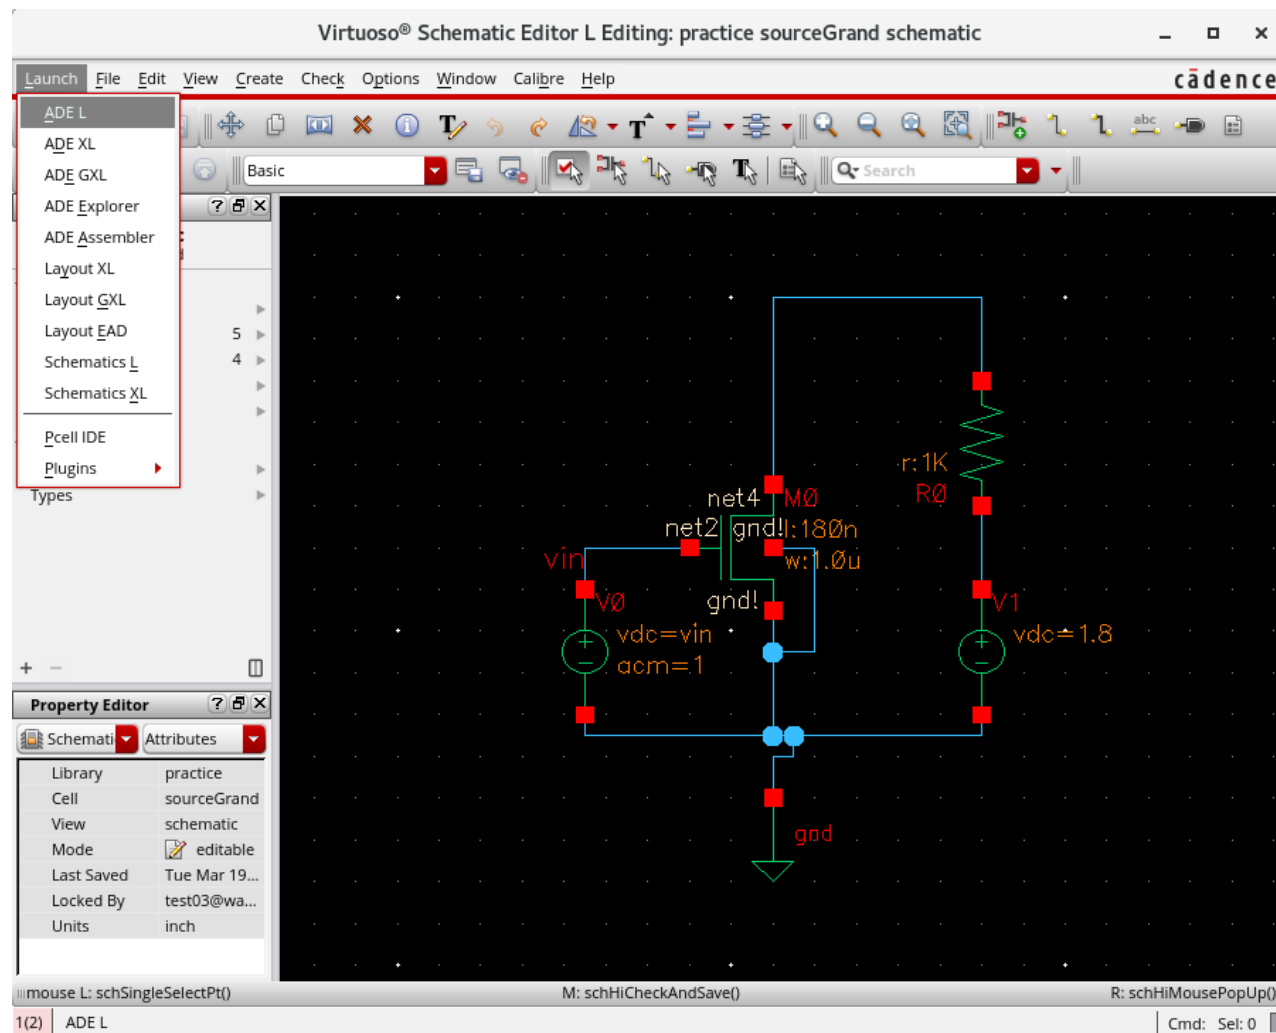 Virtuoso® Schematic Editor L Editing: practice sourceGrand schematic
Launch File Edit View Create Check Options Window Calibre Help cādence
ADE L
ADE XL
ADE GXL
ADE Explorer
ADE Assembler
Layout XL
Layout GXL
Layout EAD
Schematics L
Schematics XL
Pcell IDE
Plugins
Types
Basic
Search
abc
5
4
r:1K
R0
net4 M0
net2 gnd! l:180n
vin w:1.0u
V0 gnd! V1
vdc=vin vdc=1.8
acm=1
gnd
Property Editor
Schemati Attributes
Library practice
Cell sourceGrand
View schematic
Mode editable
Last Saved Tue Mar 19...
Locked By test03@wa...
Units inch
mouse L: schSingleSelectPt() M: schHiCheckAndSave() R: schHiMousePopUp()
1(2) ADE L Cmd: Sel: 0